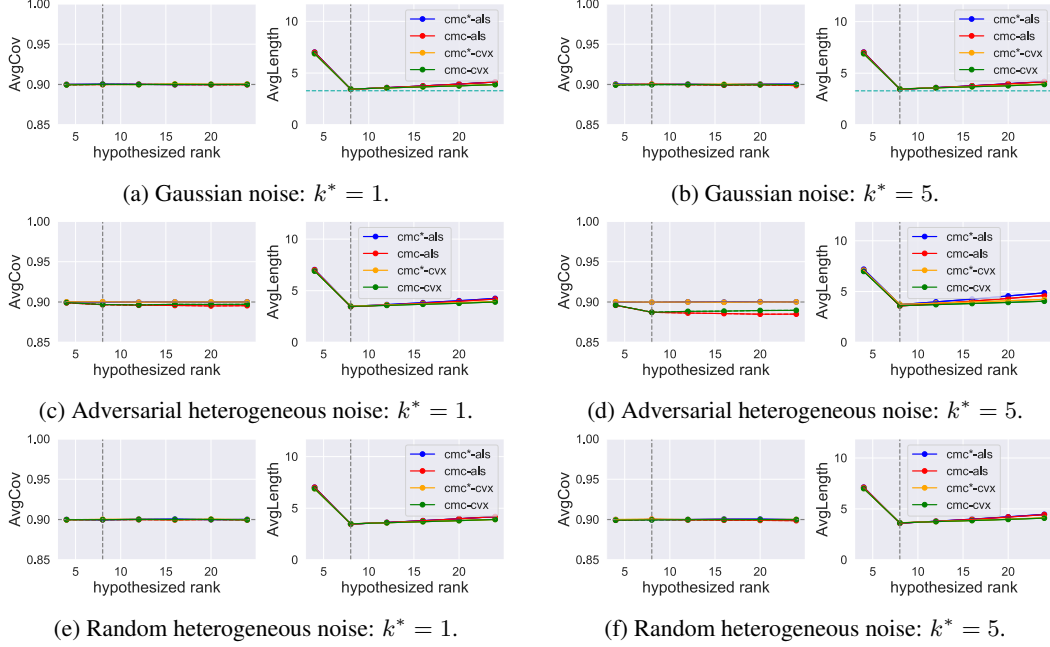 1.00
0.95
0.90
0.85
AvgCov
5 10 15 20
hypothesized rank
10
5
0
AvgLength
cmc*-als
cmc-als
cmc*-cvx
cmc-cvx
5 10 15 20
hypothesized rank
(a) Gaussian noise: k* = 1.
1.00
0.95
0.90
0.85
AvgCov
5 10 15 20
hypothesized rank
10
5
0
AvgLength
cmc*-als
cmc-als
cmc*-cvx
cmc-cvx
5 10 15 20
hypothesized rank
(b) Gaussian noise: k* = 5.
1.00
0.95
0.90
0.85
AvgCov
5 10 15 20
hypothesized rank
10
5
0
AvgLength
cmc*-als
cmc-als
cmc*-cvx
cmc-cvx
5 10 15 20
hypothesized rank
(c) Adversarial heterogeneous noise: k* = 1.
1.00
0.95
0.90
0.85
AvgCov
5 10 15 20
hypothesized rank
10
5
0
AvgLength
cmc*-als
cmc-als
cmc*-cvx
cmc-cvx
5 10 15 20
hypothesized rank
(d) Adversarial heterogeneous noise: k* = 5.
1.00
0.95
0.90
0.85
AvgCov
5 10 15 20
hypothesized rank
10
5
0
AvgLength
cmc*-als
cmc-als
cmc*-cvx
cmc-cvx
5 10 15 20
hypothesized rank
(e) Random heterogeneous noise: k* = 1.
1.00
0.95
0.90
0.85
AvgCov
5 10 15 20
hypothesized rank
10
5
0
AvgLength
cmc*-als
cmc-als
cmc*-cvx
cmc-cvx
5 10 15 20
hypothesized rank
(f) Random heterogeneous noise: k* = 5.